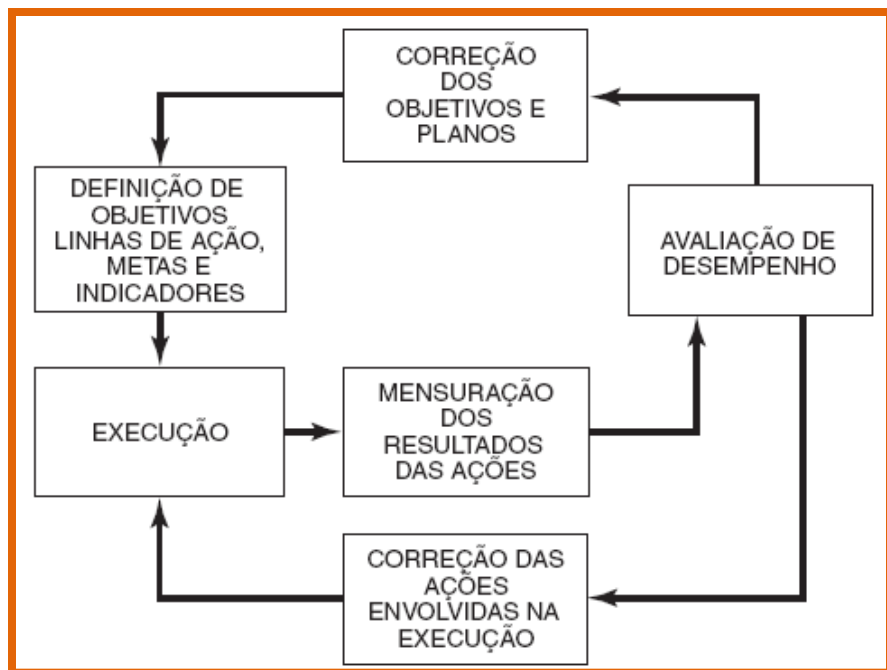 CORREÇÃO
DOS
OBJETIVOS E
PLANOS
DEFINIÇÃO DE
OBJETIVOS
LINHAS DE AÇÃO,
METAS E
INDICADORES
AVALIAÇÃO DE
DESEMPENHO
EXECUÇÃO
MENSURAÇÃO
DOS
RESULTADOS
DAS AÇÕES
CORREÇÃO DAS
AÇÕES
ENVOLVIDAS NA
EXECUÇÃO